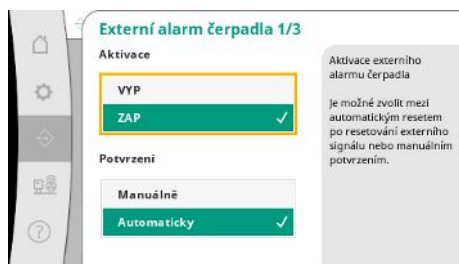 Externí alarm čerpadla 1/3
Aktivace
VYP
ZAP
Potvrzení
Manuálně
Automaticky
Aktivace externího
alarmu čerpadla
Je možné zvolit mezi
automatickým resetem
po resetování externího
signálu nebo manuálním
potvrzením.